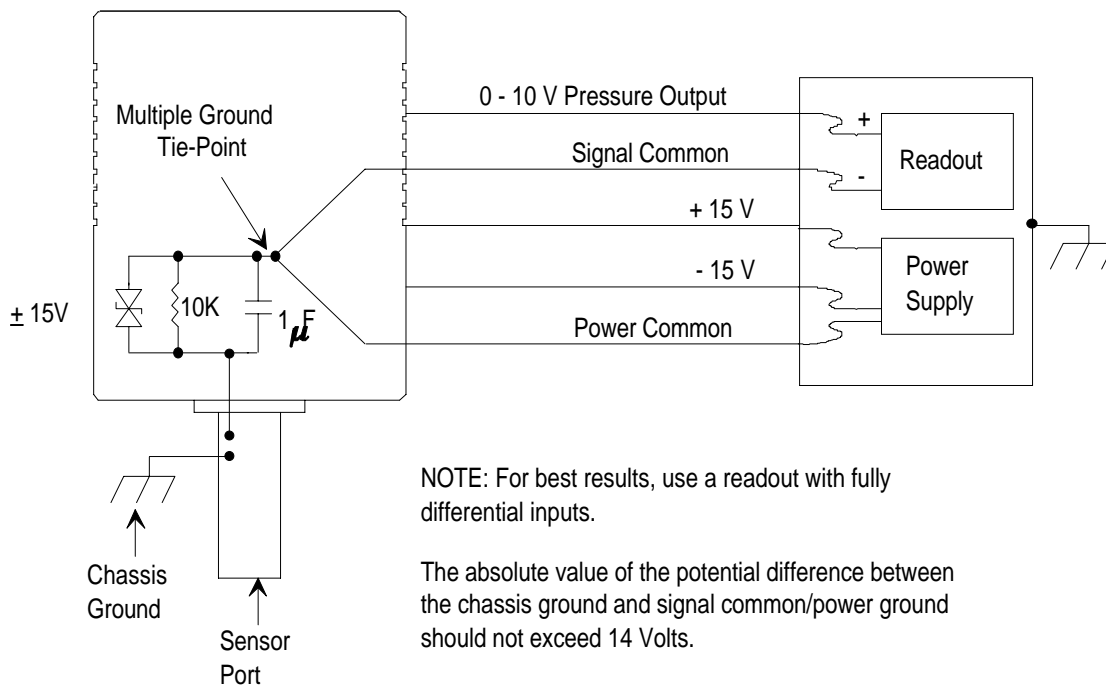 0 - 10 V Pressure Output
Multiple Ground
Tie-Point
+
Readout
Signal Common
-
+ 15 V
- 15 V
Power
Supply
Power Common
± 15V
10K
1 μF
NOTE: For best results, use a readout with fully
differential inputs.
The absolute value of the potential difference between
the chassis ground and signal common/power ground
should not exceed 14 Volts.
Chassis
Ground
Sensor
Port